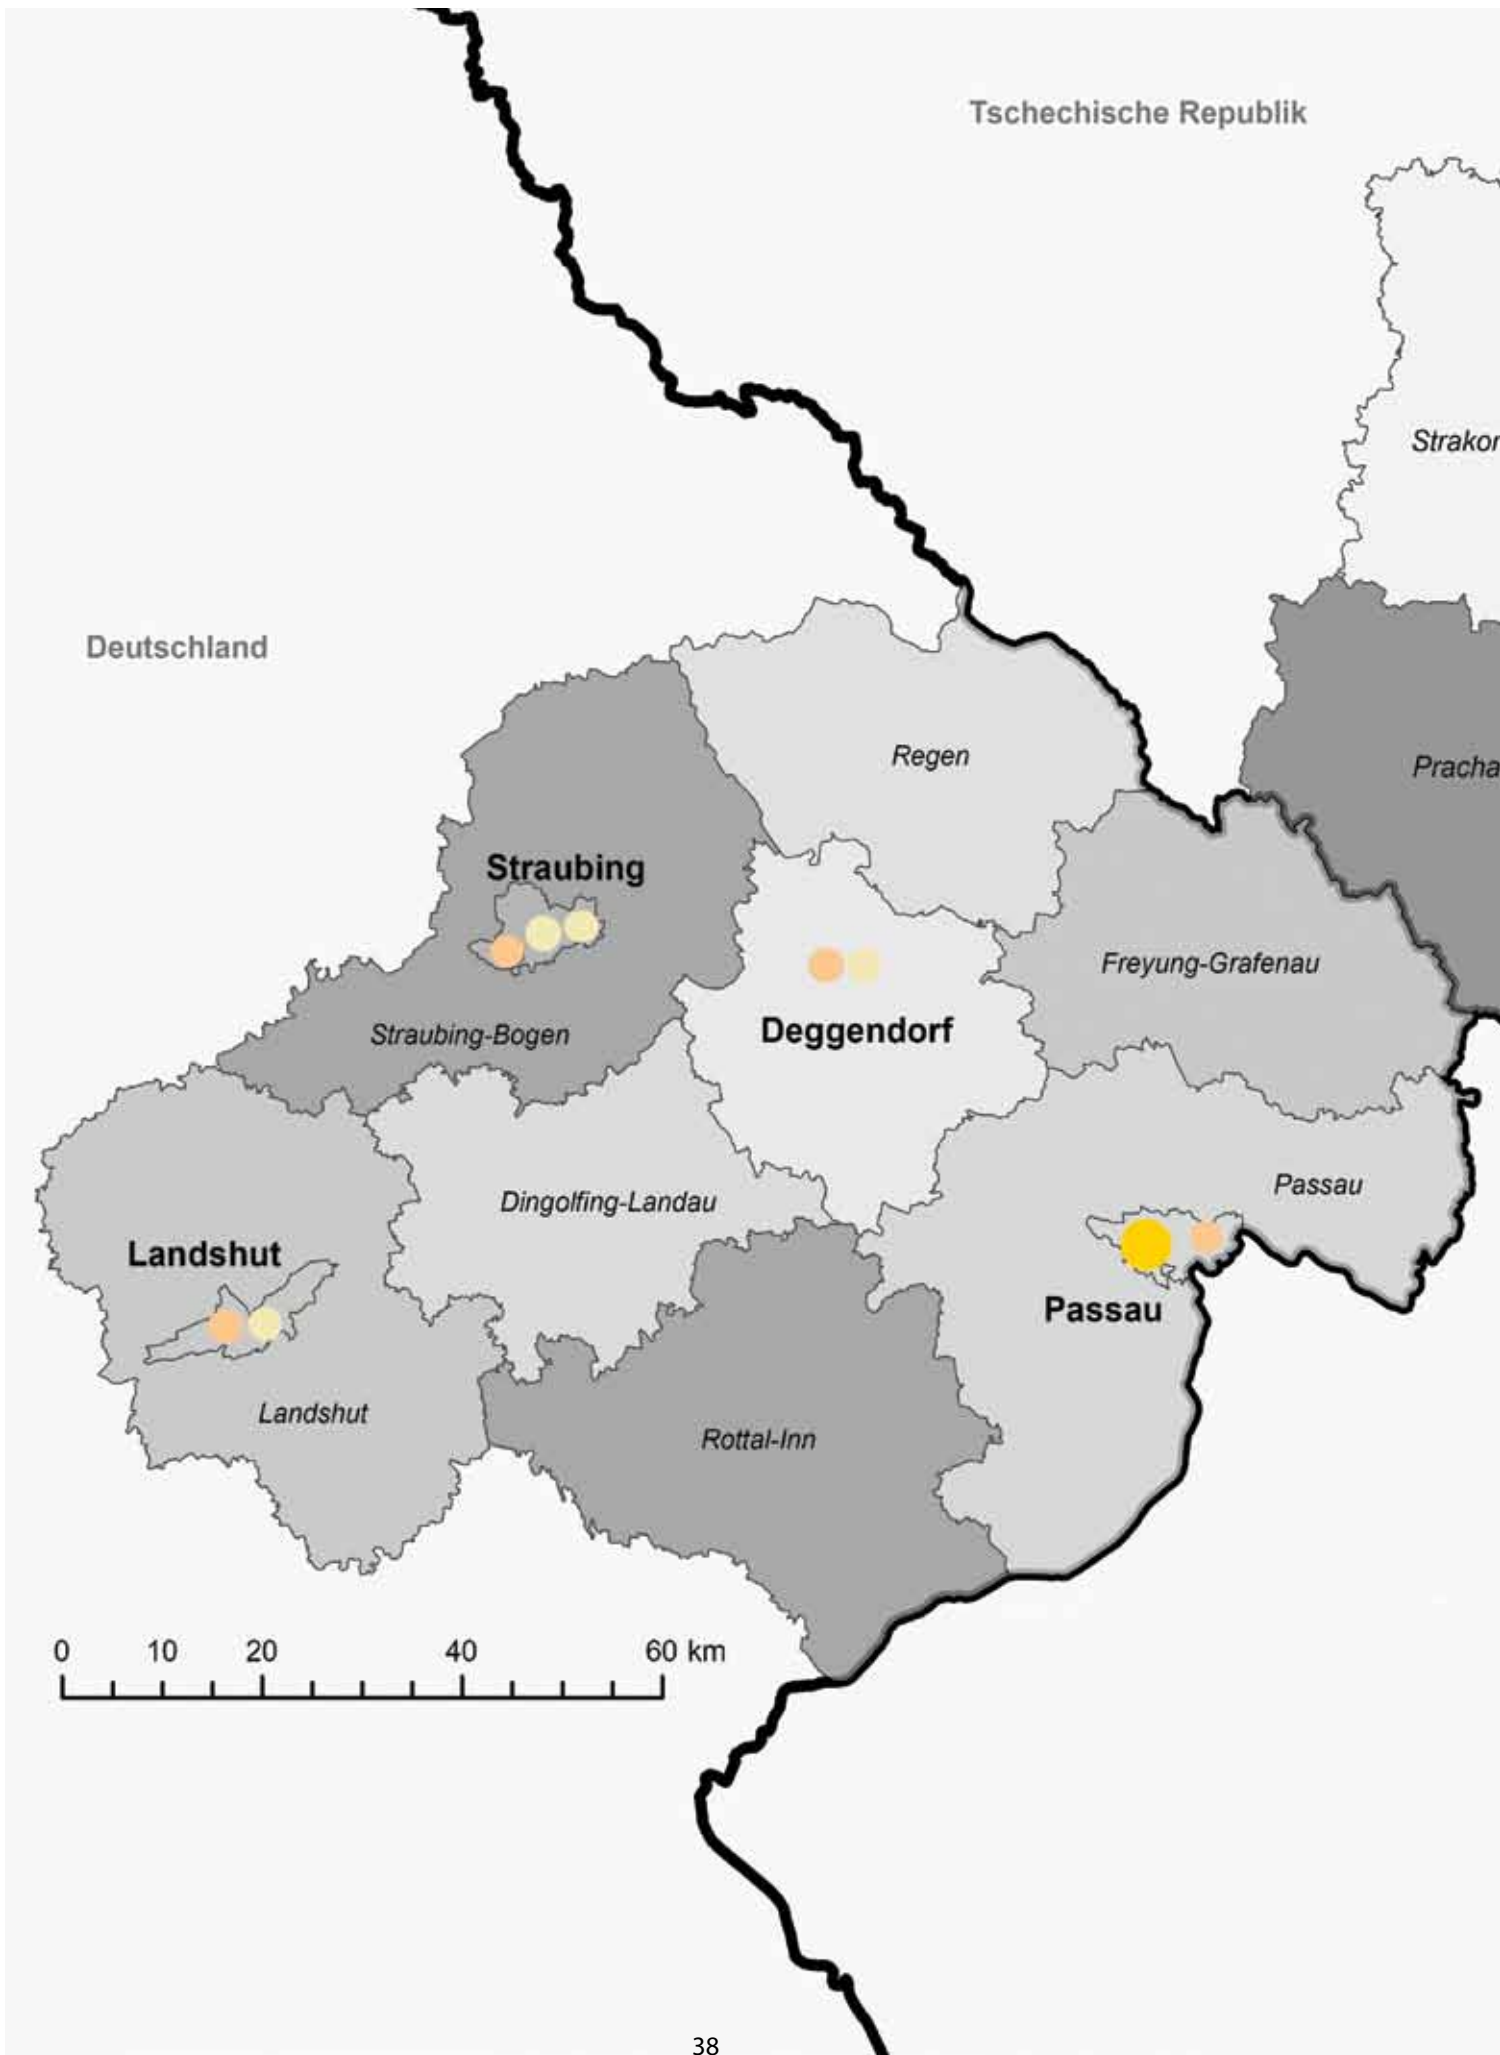 Tschechische Republik
Strakor
Deutschland
Regen
Pracha
Straubing
Freyung-Grafenau
Straubing-Bogen
Deggendorf
Passau
Dingolfing-Landau
Landshut
Passau
Landshut
Rottal-Inn
0 10 20 40 60 km
38